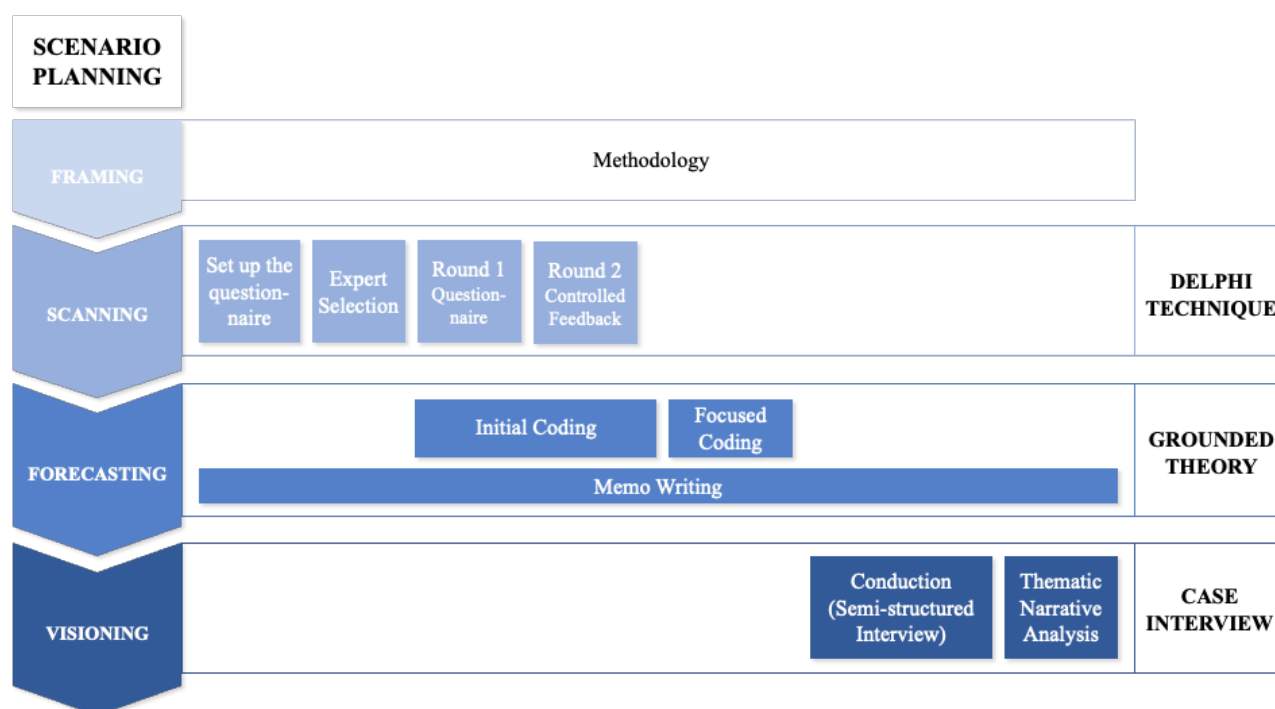 SCENARIO
PLANNING
FRAMING
Methodology
SCANNING
Set up the
question-
naire
Expert
Selection
Round 1
Question-
naire
Round 2
Controlled
Feedback
DELPHI
TECHNIQUE
FORECASTING
Initial Coding
Focused
Coding
Memo Writing
GROUNDED
THEORY
VISIONING
Conduction
(Semi-structured
Interview)
Thematic
Narrative
Analysis
CASE
INTERVIEW